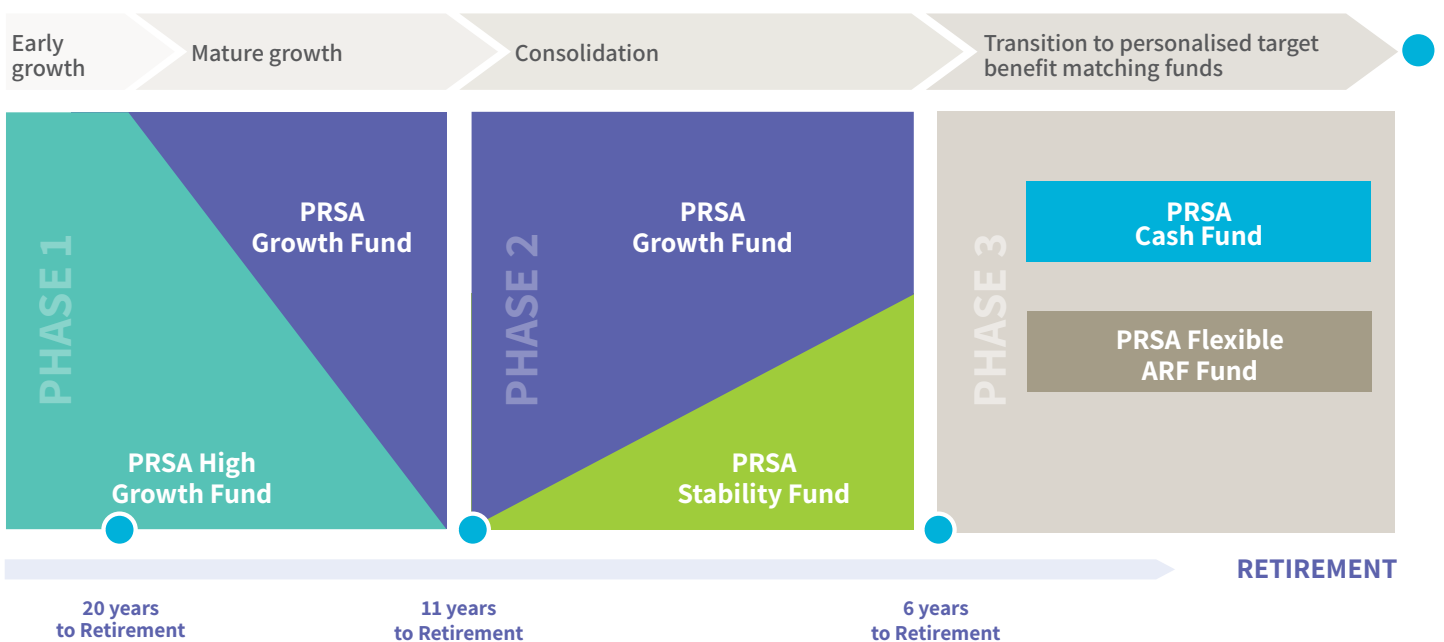 Early
growth
Mature growth
Consolidation
Transition to personalised target
benefit matching funds
PHASE 1
PRSA
Growth Fund
PRSA High
Growth Fund
PHASE 2
PRSA
Growth Fund
PRSA
Stability Fund
PHASE 3
PRSA
Cash Fund
PRSA Flexible
ARF Fund
RETIREMENT
20 years
to Retirement
11 years
to Retirement
6 years
to Retirement